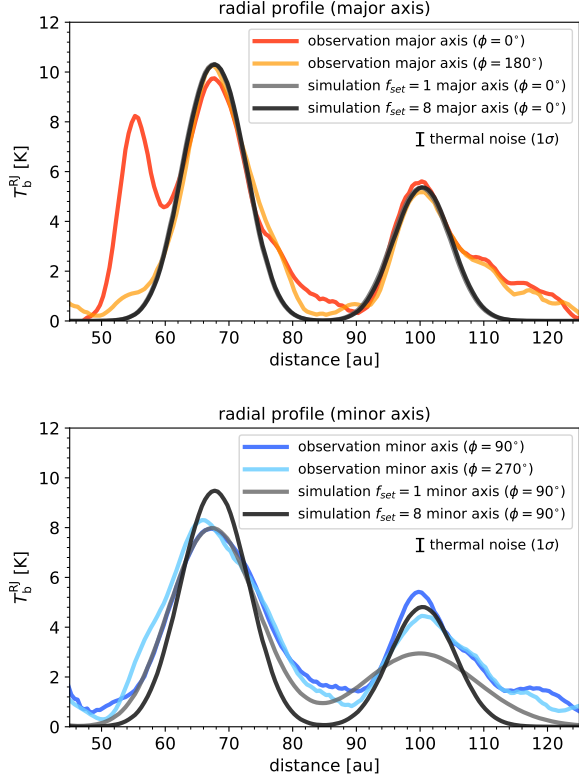 radial profile (major axis)
12
10
8
6
4
2
0
T_b^RJ [K]
observation major axis (ϕ = 0°)
observation major axis (ϕ = 180°)
simulation f_set = 1 major axis (ϕ = 0°)
simulation f_set = 8 major axis (ϕ = 0°)
thermal noise (1σ)
50 60 70 80 90 100 110 120
distance [au]
radial profile (minor axis)
12
10
8
6
4
2
0
T_b^RJ [K]
observation minor axis (ϕ = 90°)
observation minor axis (ϕ = 270°)
simulation f_set = 1 minor axis (ϕ = 90°)
simulation f_set = 8 minor axis (ϕ = 90°)
thermal noise (1σ)
50 60 70 80 90 100 110 120
distance [au]